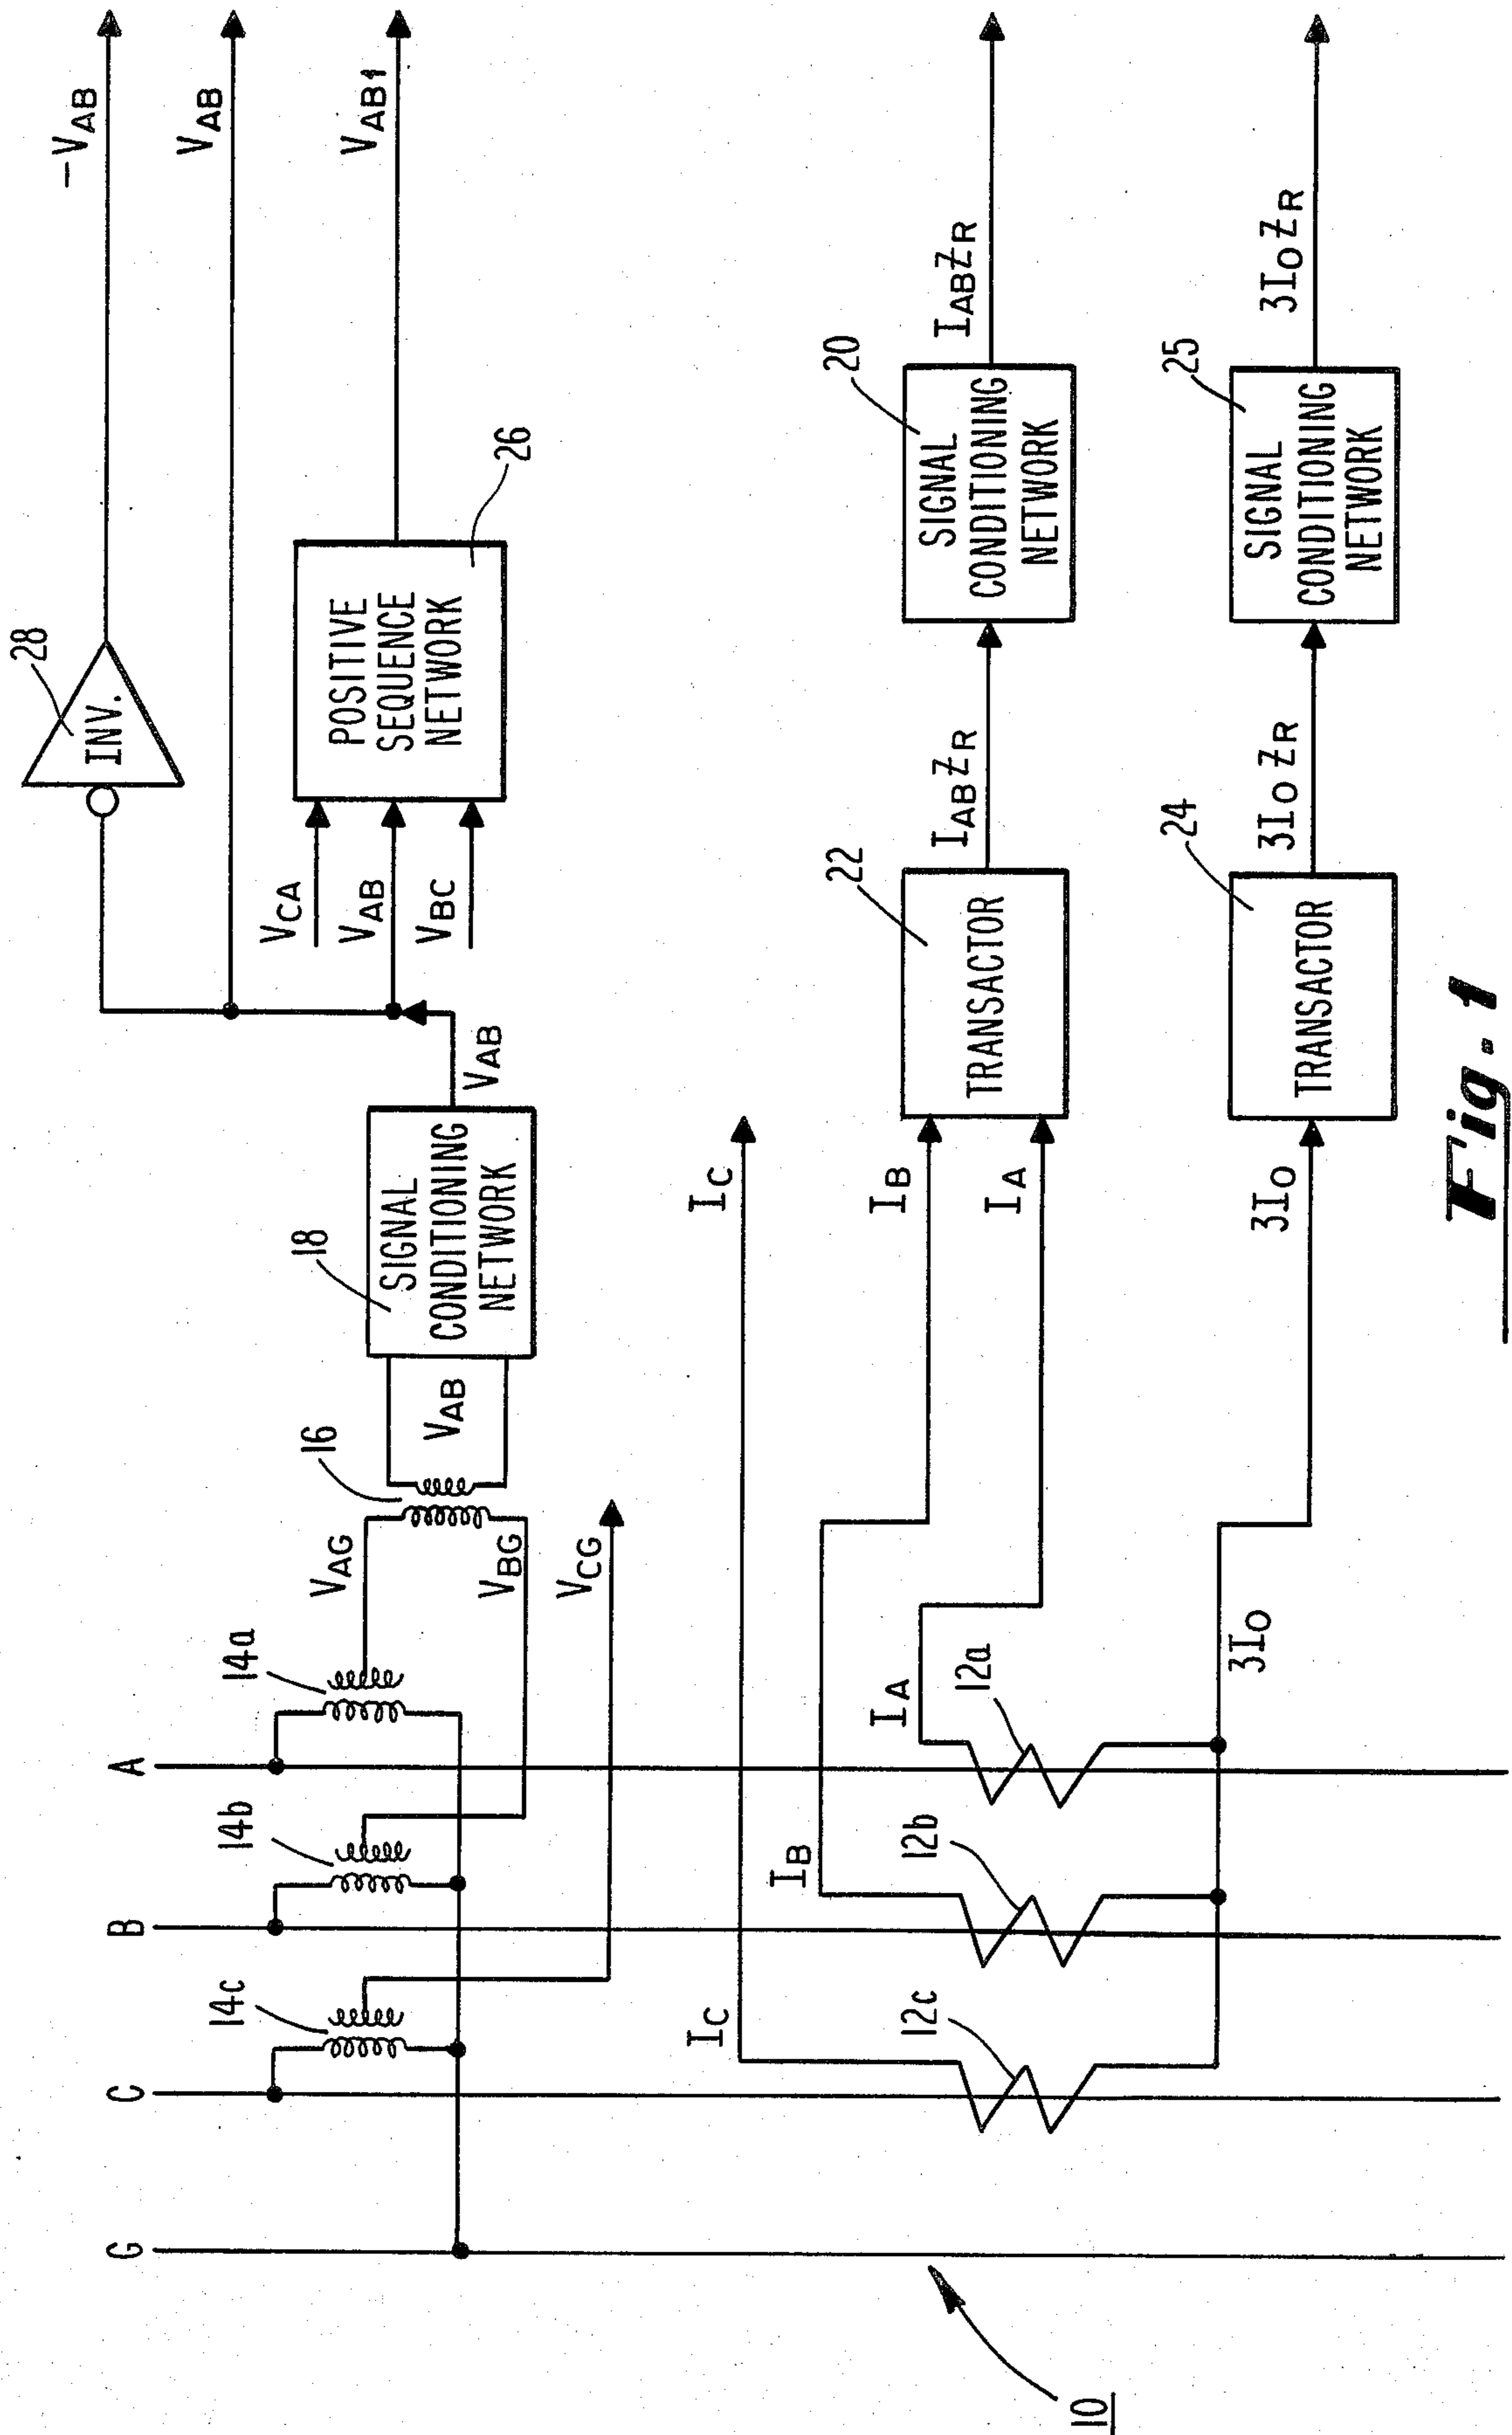 -VAB
VAB
VAB1
28
INV.
POSITIVE
SEQUENCE
NETWORK
26
VCA
VAB
VBC
VAB
18
SIGNAL
CONDITIONING
NETWORK
VAB
16
VAG
VBG
VCG
14a
14b
14c
A
B
C
G
IC
IB
IA
22
TRANSACTOR
IABZR
20
SIGNAL
CONDITIONING
NETWORK
IABZR
IC
IB
IA
12a
12b
12c
3IO
3IO
24
TRANSACTOR
3IOZR
25
SIGNAL
CONDITIONING
NETWORK
3IOZR
10
Fig. 1